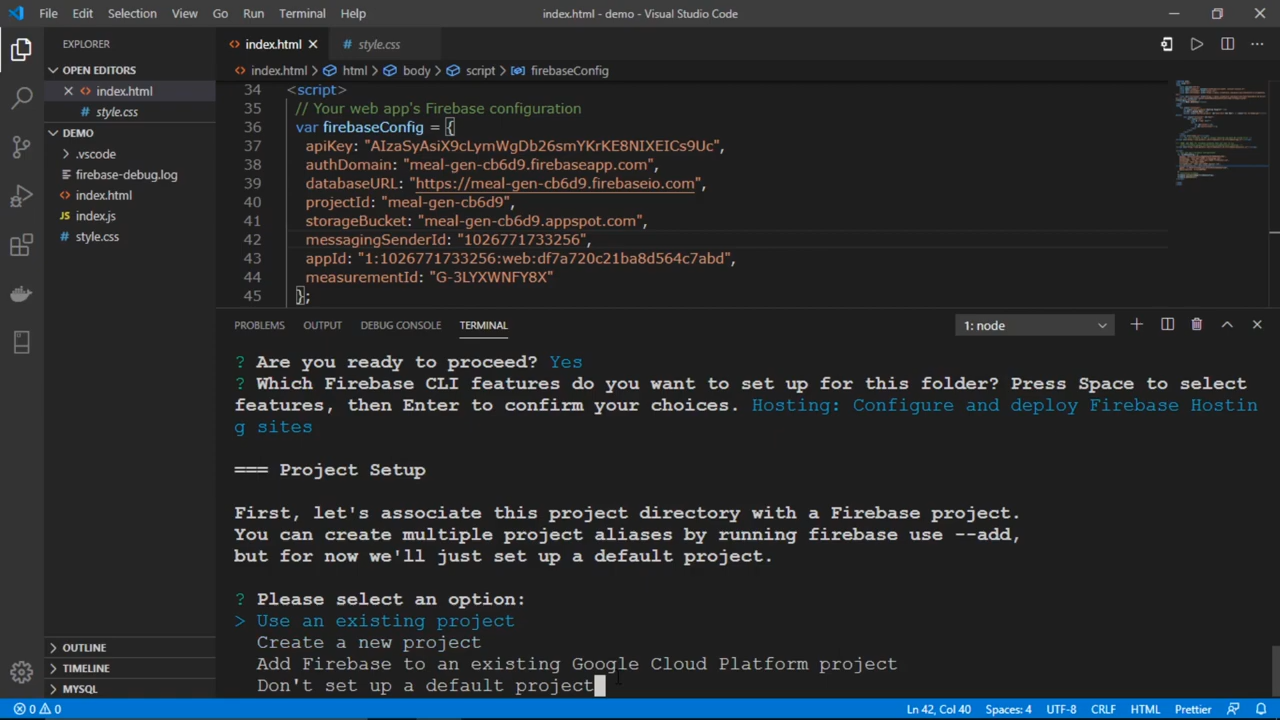 File Edit Selection View Go Run Terminal Help
index.html - demo - Visual Studio Code
EXPLORER
OPEN EDITORS
index.html
style.css
DEMO
.vscode
firebase-debug.log
index.html
JS index.js
style.css
OUTLINE
TIMELINE
MYSQL
index.html
style.css
index.html > html > body > script > firebaseConfig
34 <script>
35 // Your web app's Firebase configuration
36 var firebaseConfig = {
37 apiKey: "AIzaSyAsiX9cLymWgDb26smYKrKE8NIXEICs9Uc",
38 authDomain: "meal-gen-cb6d9.firebaseapp.com",
39 databaseURL: "https://meal-gen-cb6d9.firebaseio.com",
40 projectId: "meal-gen-cb6d9",
41 storageBucket: "meal-gen-cb6d9.appspot.com",
42 messagingSenderId: "1026771733256",
43 appId: "1:1026771733256:web:df7a720c21ba8d564c7abd",
44 measurementId: "G-3LYXWNFY8X"
45 };
PROBLEMS OUTPUT DEBUG CONSOLE TERMINAL
1: node
? Are you ready to proceed? Yes
? Which Firebase CLI features do you want to set up for this folder? Press Space to select
features, then Enter to confirm your choices. Hosting: Configure and deploy Firebase Hostin
g sites
=== Project Setup
First, let's associate this project directory with a Firebase project.
You can create multiple project aliases by running firebase use --add,
but for now we'll just set up a default project.
? Please select an option:
> Use an existing project
Create a new project
Add Firebase to an existing Google Cloud Platform project
Don't set up a default project
0 0
Ln 42, Col 40 Spaces: 4 UTF-8 CRLF HTML Prettier